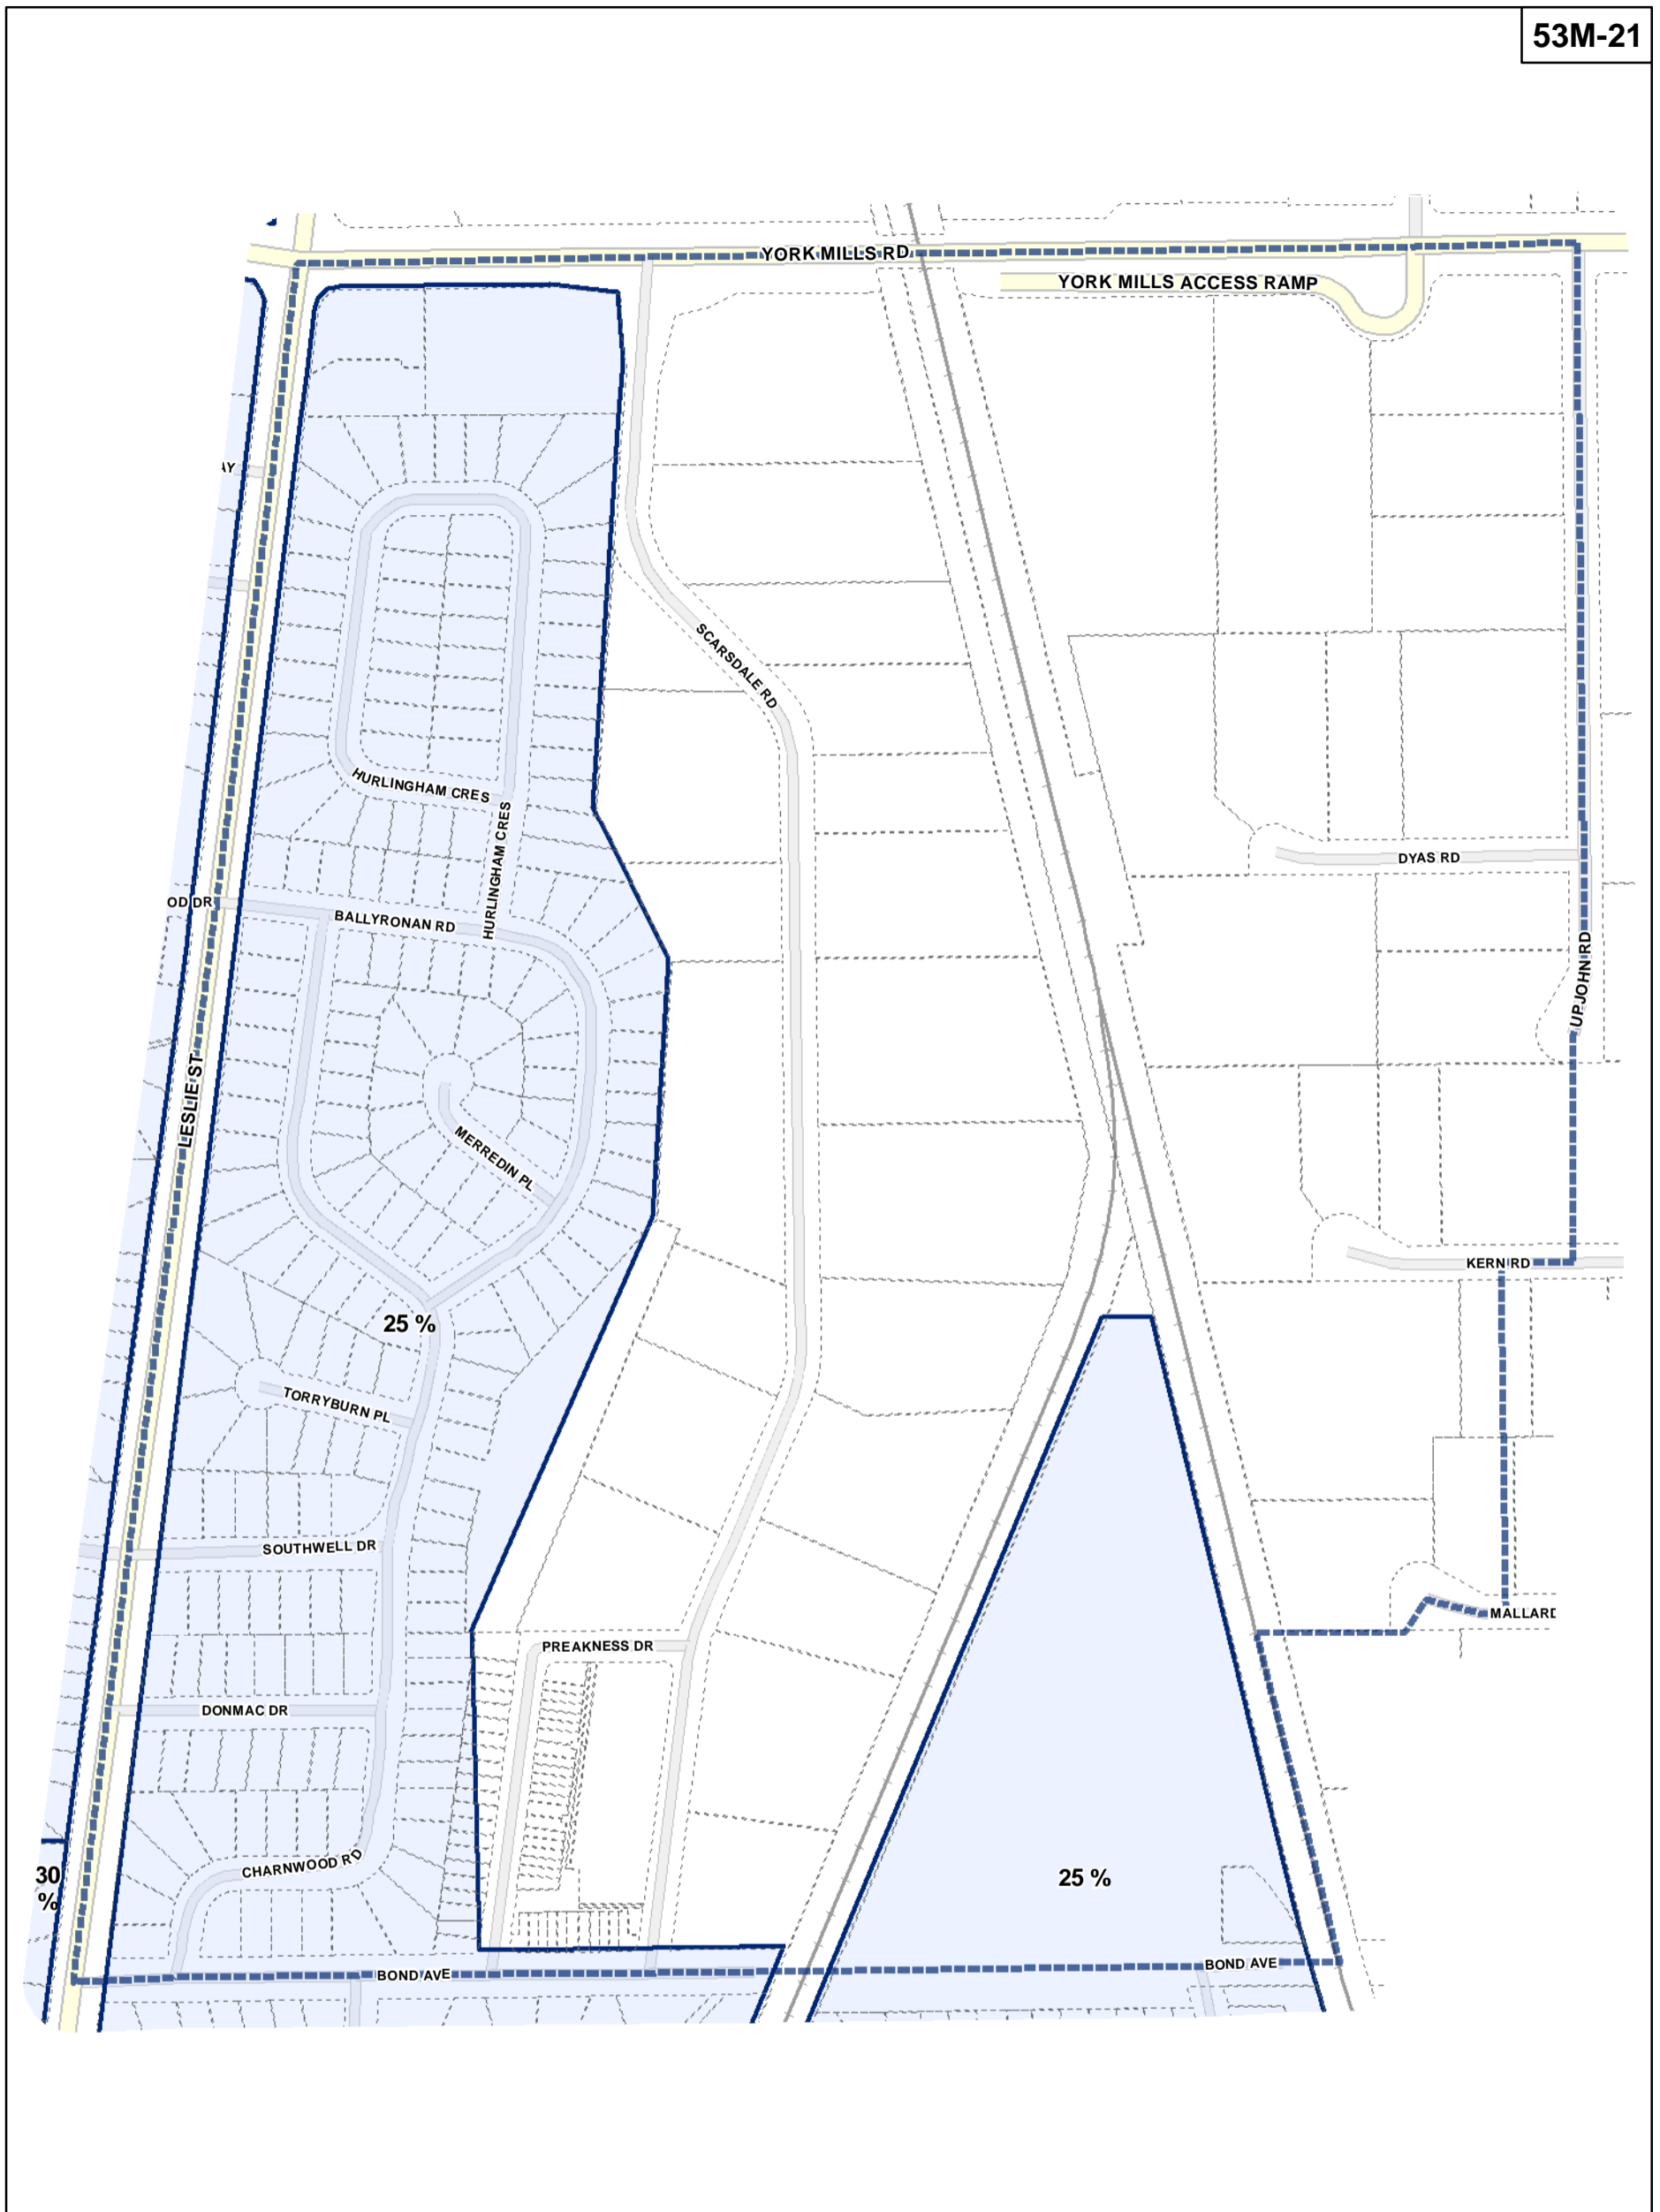 53M-21
YORK MILLS RD
YORK MILLS ACCESS RAMP
AY
SCARSDALE RD
HURLINGHAM CRES
HURLINGHAM CRES
DYAS RD
OD DR
BALLYRONAN RD
UPJOHN RD
LESLIE ST
MERREDIN PL
KERN RD
25 %
TORRYBURN PL
SOUTHWELL DR
MALLARD
PREAKNESS DR
DONMAC DR
CHARNWOOD RD
30
%
25 %
BOND AVE
BOND AVE